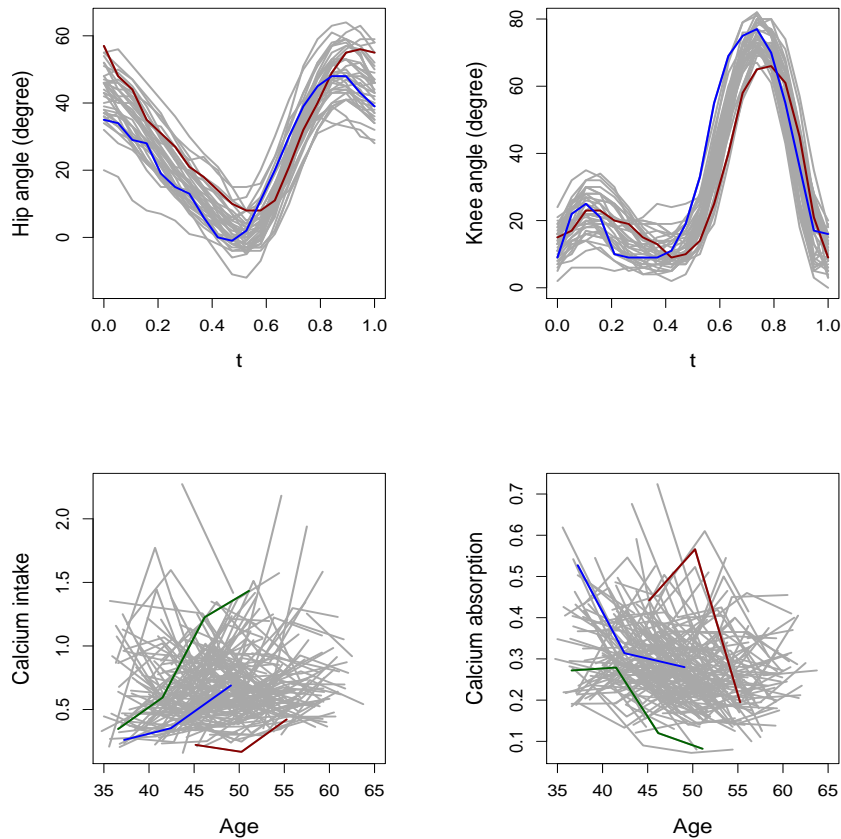 Hip angle (degree)
60
40
20
0
0.0 0.2 0.4 0.6 0.8 1.0
t
Knee angle (degree)
80
60
40
20
0
0.0 0.2 0.4 0.6 0.8 1.0
t
Calcium intake
2.0
1.5
1.0
0.5
35 40 45 50 55 60 65
Age
Calcium absorption
0.7
0.6
0.5
0.4
0.3
0.2
0.1
35 40 45 50 55 60 65
Age